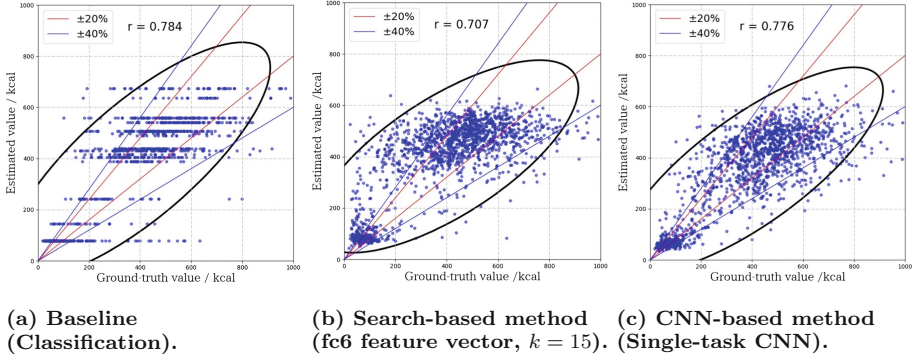 ±20%
±40%
r = 0.784
1000
800
600
400
200
0
0 200 400 600 800 1000
Estimated value / kcal
Ground-truth value / kcal
±20%
±40%
r = 0.707
1000
800
600
400
200
0
0 200 400 600 800 1000
Estimated value / kcal
Ground-truth value /kcal
±20%
±40%
r = 0.776
1000
800
600
400
200
0
0 200 400 600 800 1000
Estimated value / kcal
Ground-truth value /kcal
(a) Baseline
(Classification).
(b) Search-based method
(fc6 feature vector, k = 15).
(c) CNN-based method
(Single-task CNN).